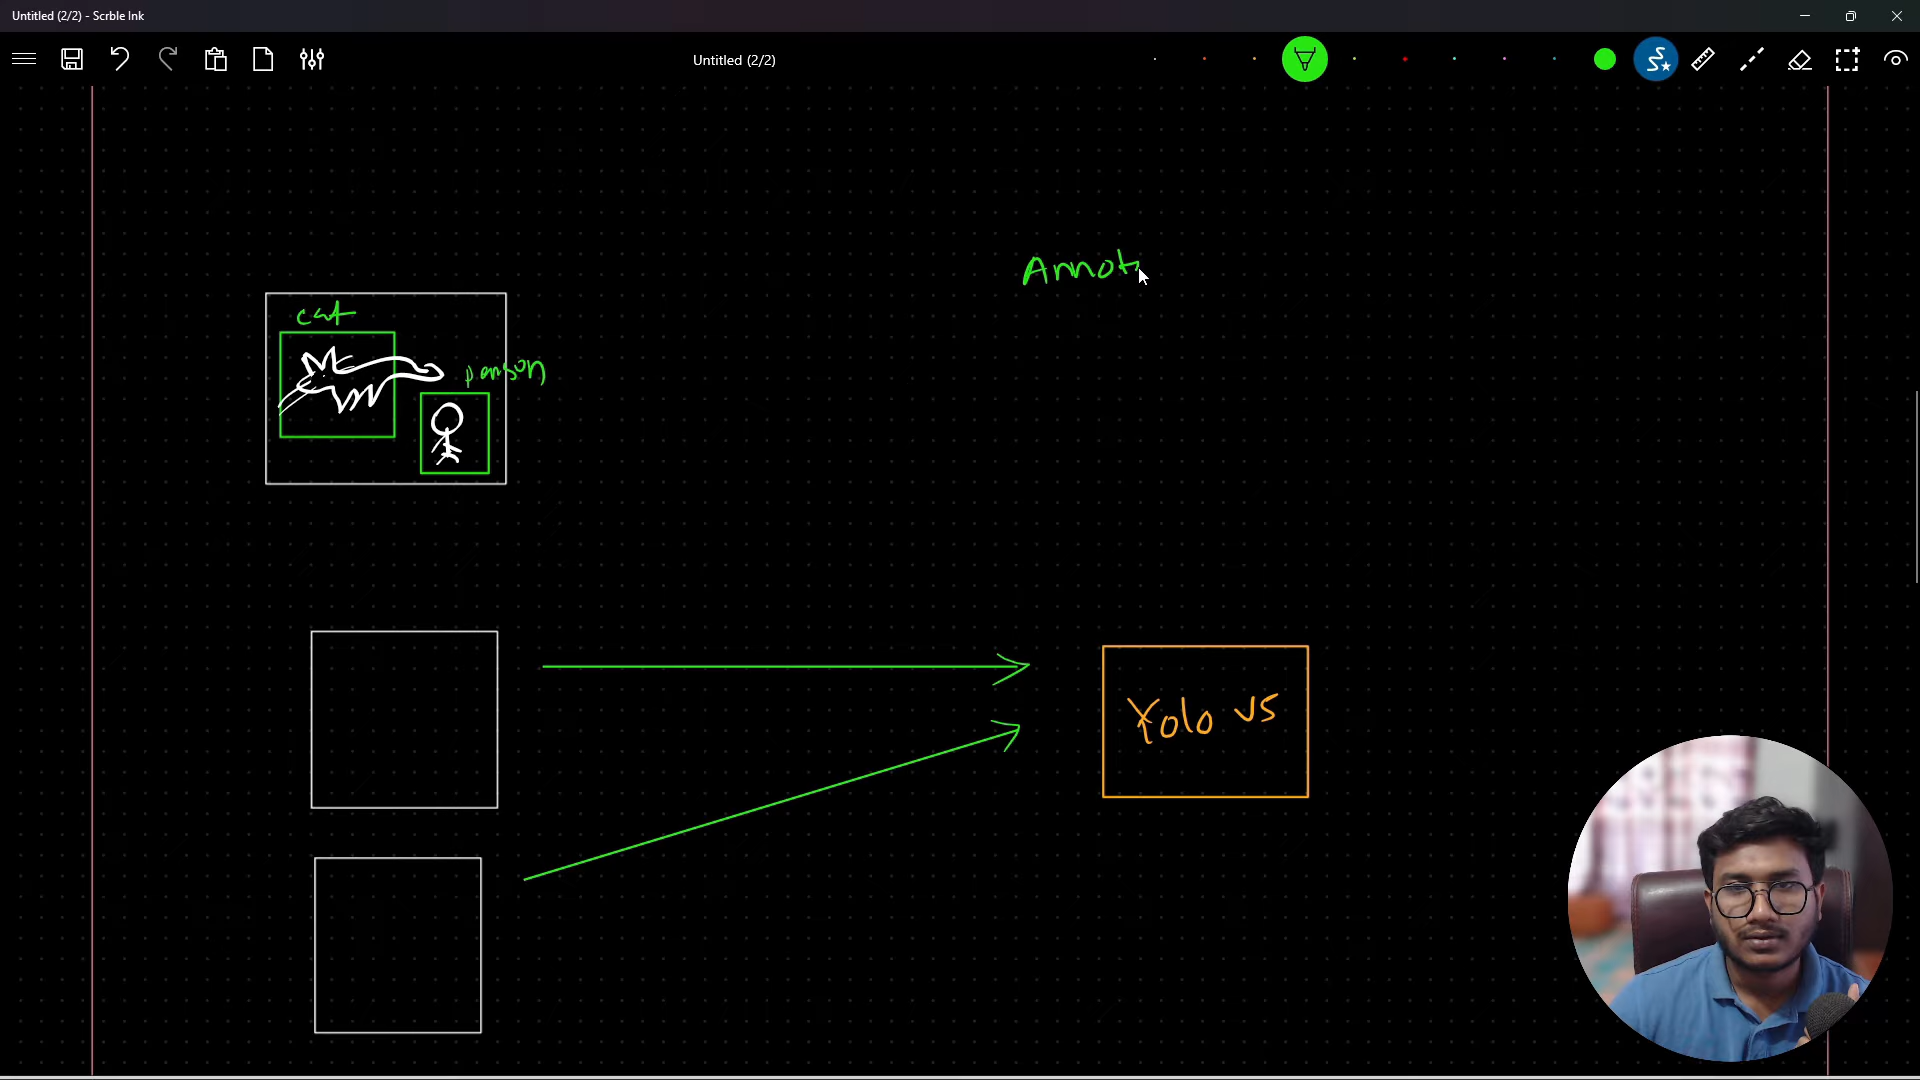 Untitled (2/2) - Scrble Ink
Untitled (2/2)
Annot
cat
person
Yolo v5